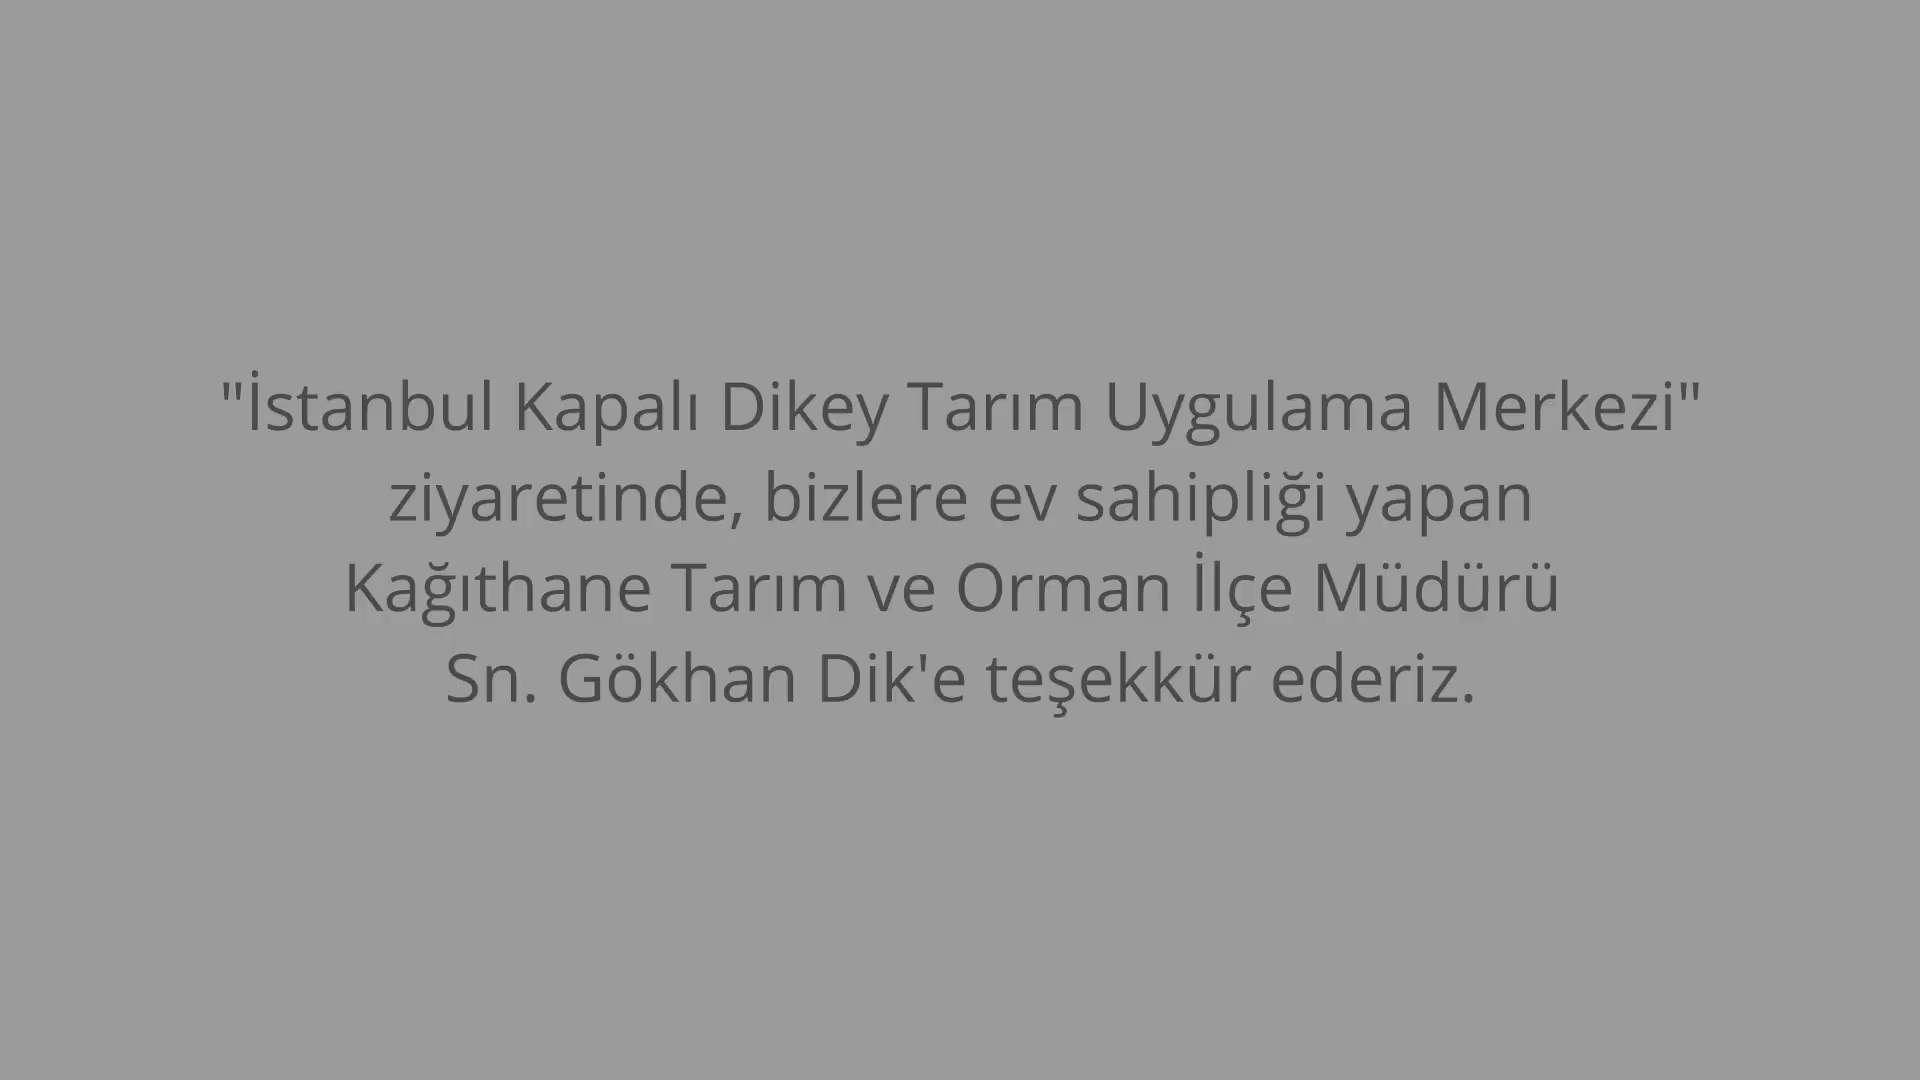 "İstanbul Kapalı Dikey Tarım Uygulama Merkezi"
ziyaretinde, bizlere ev sahipliği yapan
Kağıthane Tarım ve Orman İlçe Müdürü
Sn. Gökhan Dik'e teşekkür ederiz.